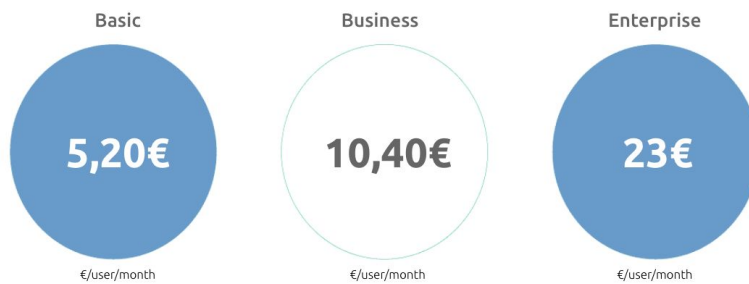 Basic
5,20€
€/user/month
Business
10,40€
€/user/month
Enterprise
23€
€/user/month